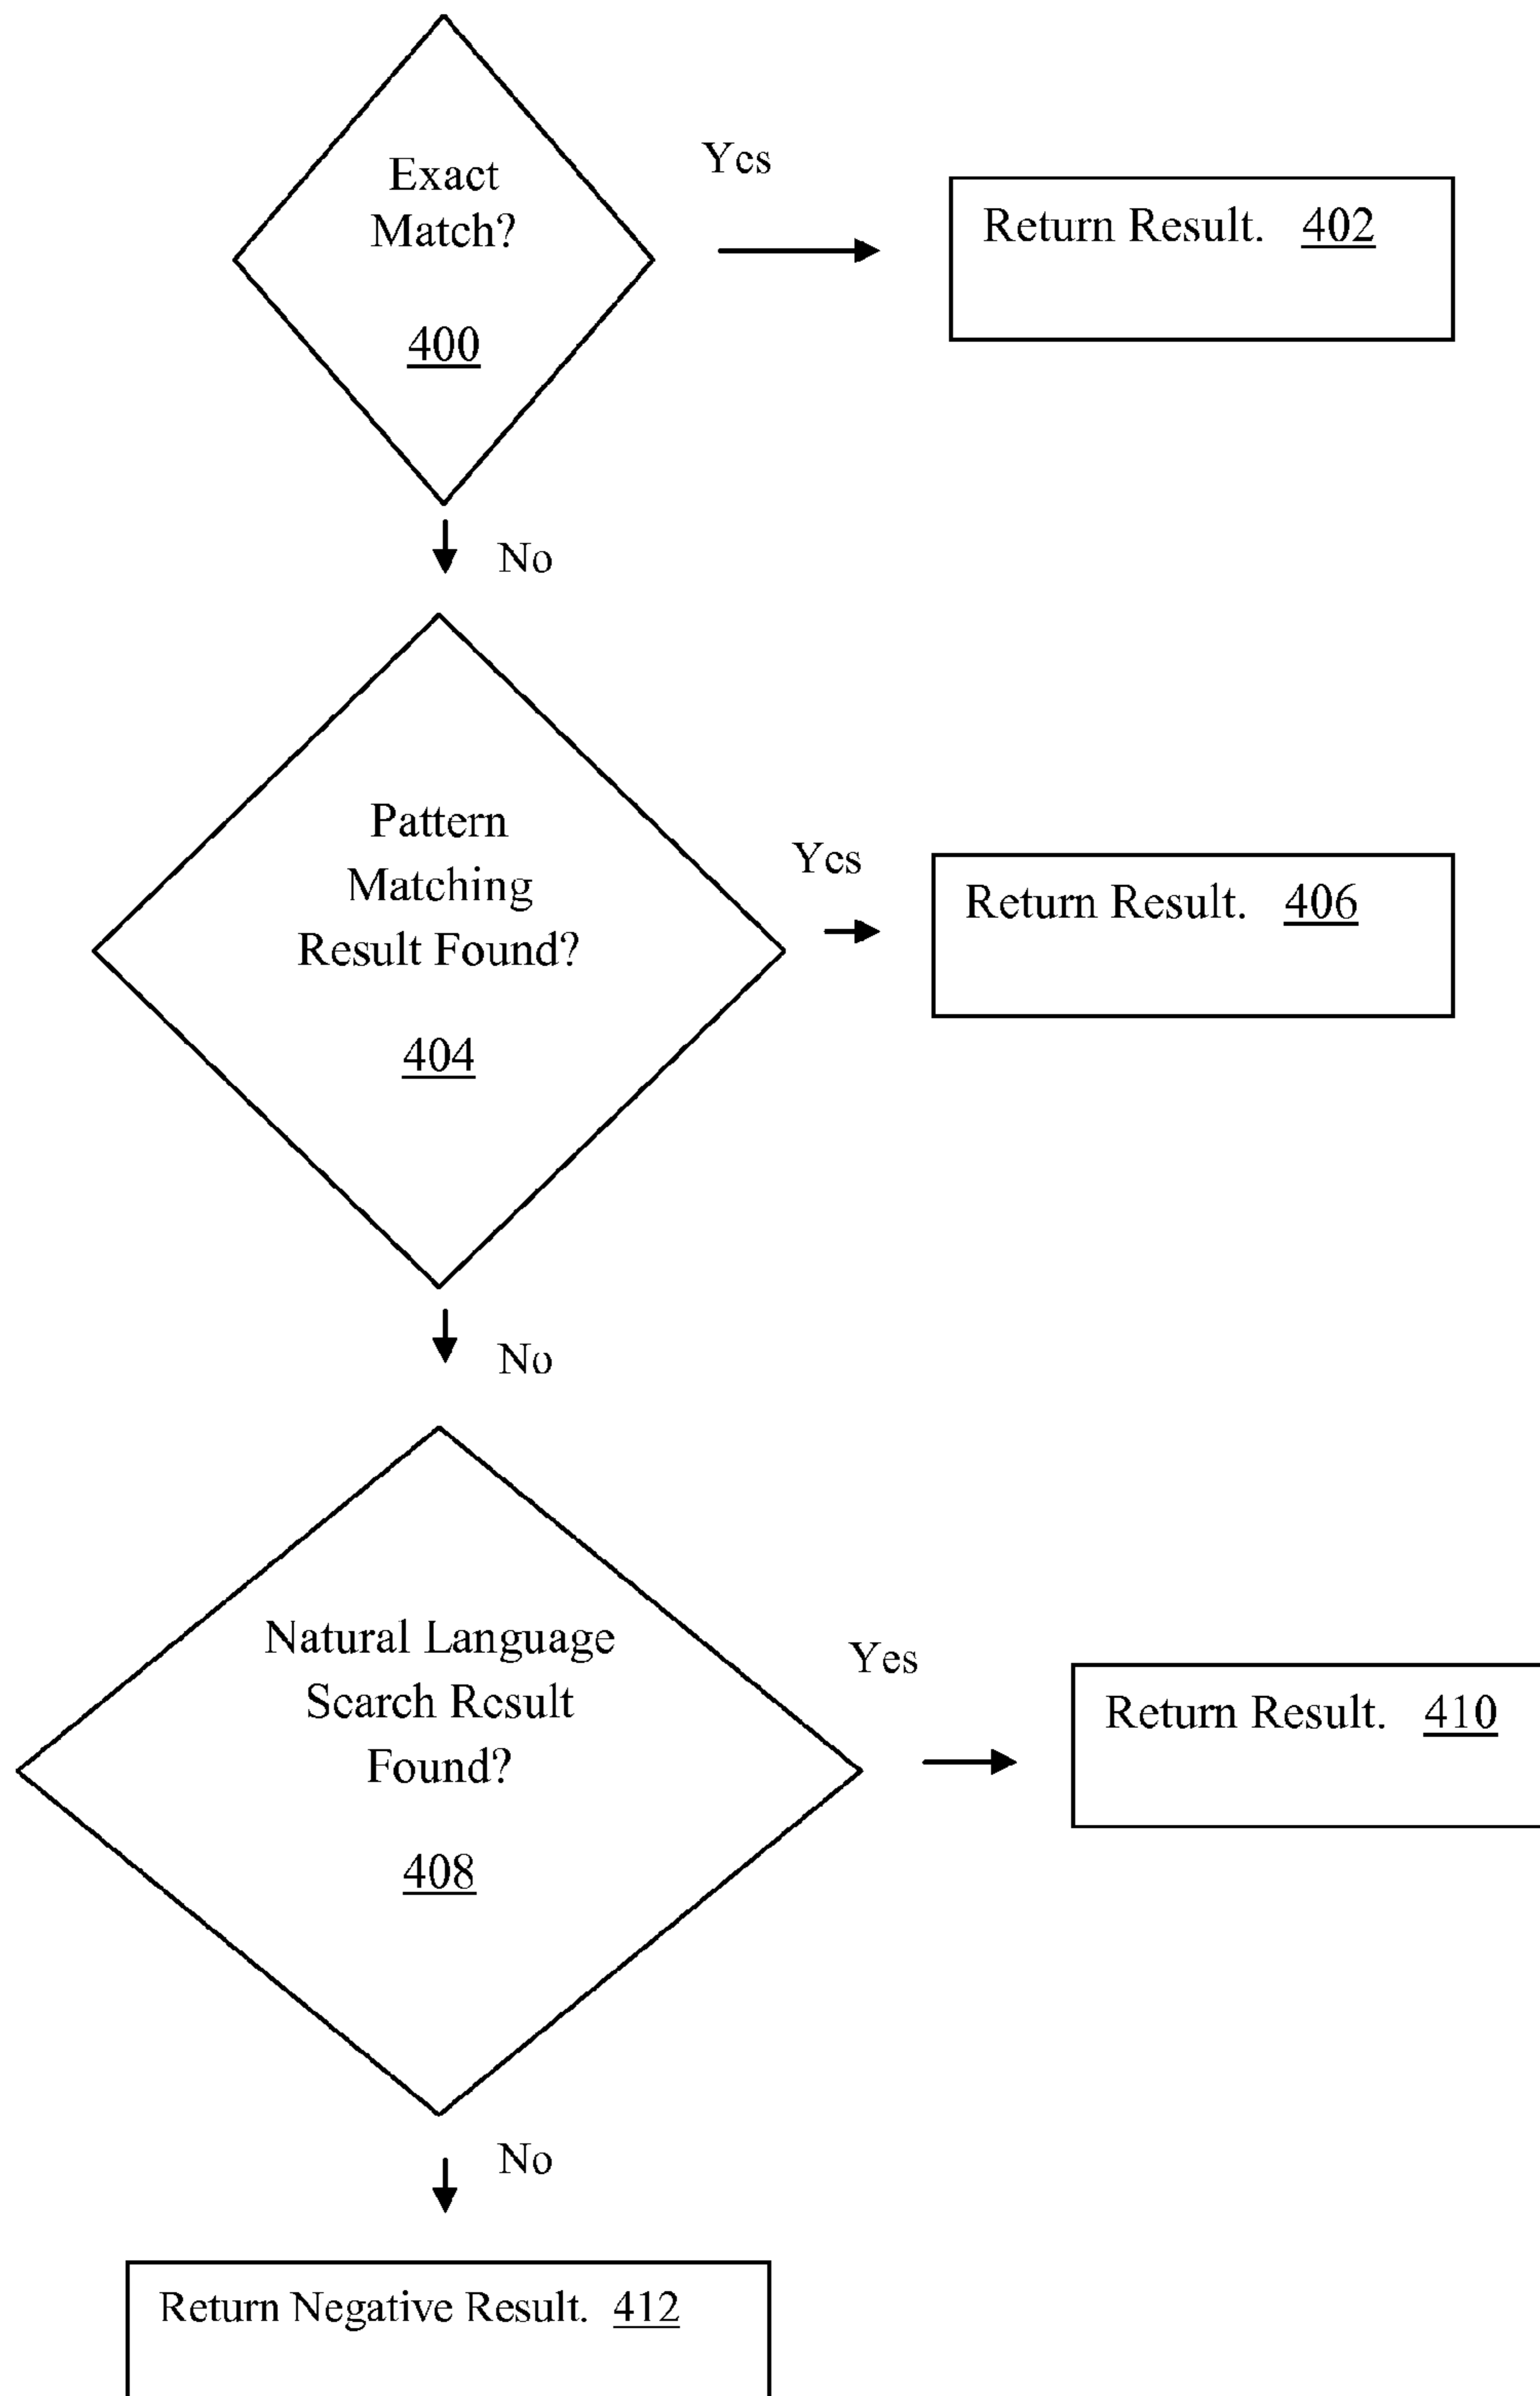 Exact
Match?
400
Yes
Return Result. 402
No
Pattern
Matching
Result Found?
404
Yes
Return Result. 406
No
Natural Language
Search Result
Found?
408
Yes
Return Result. 410
No
Return Negative Result. 412